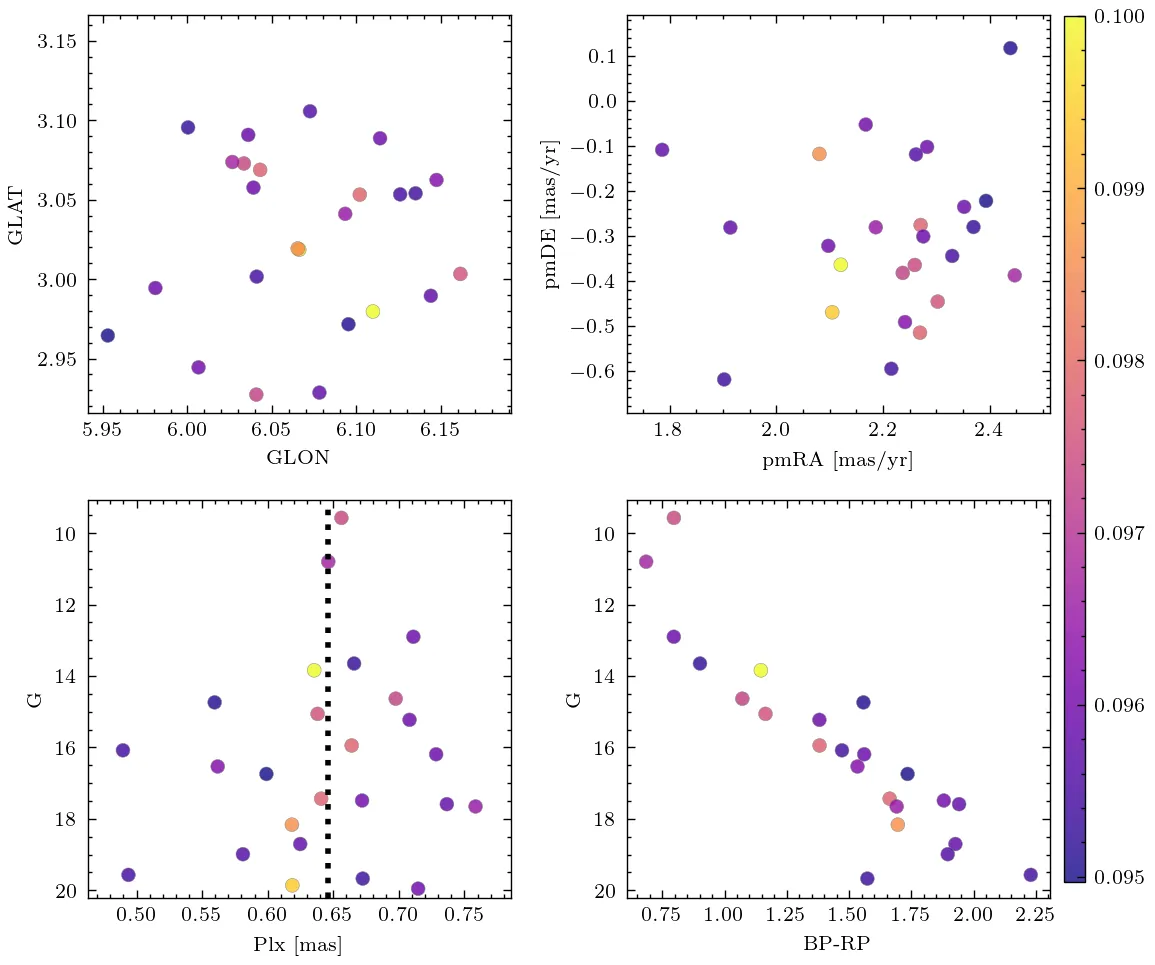 3.15
3.10
3.05
3.00
2.95
GLAT
5.95 6.00 6.05 6.10 6.15
GLON
0.1
0.0
−0.1
−0.2
−0.3
−0.4
−0.5
−0.6
pmDE [mas/yr]
1.8 2.0 2.2 2.4
pmRA [mas/yr]
0.100
0.099
0.098
0.097
0.096
0.095
10
12
14
16
18
20
G
0.50 0.55 0.60 0.65 0.70 0.75
Plx [mas]
10
12
14
16
18
20
G
0.75 1.00 1.25 1.50 1.75 2.00 2.25
BP-RP